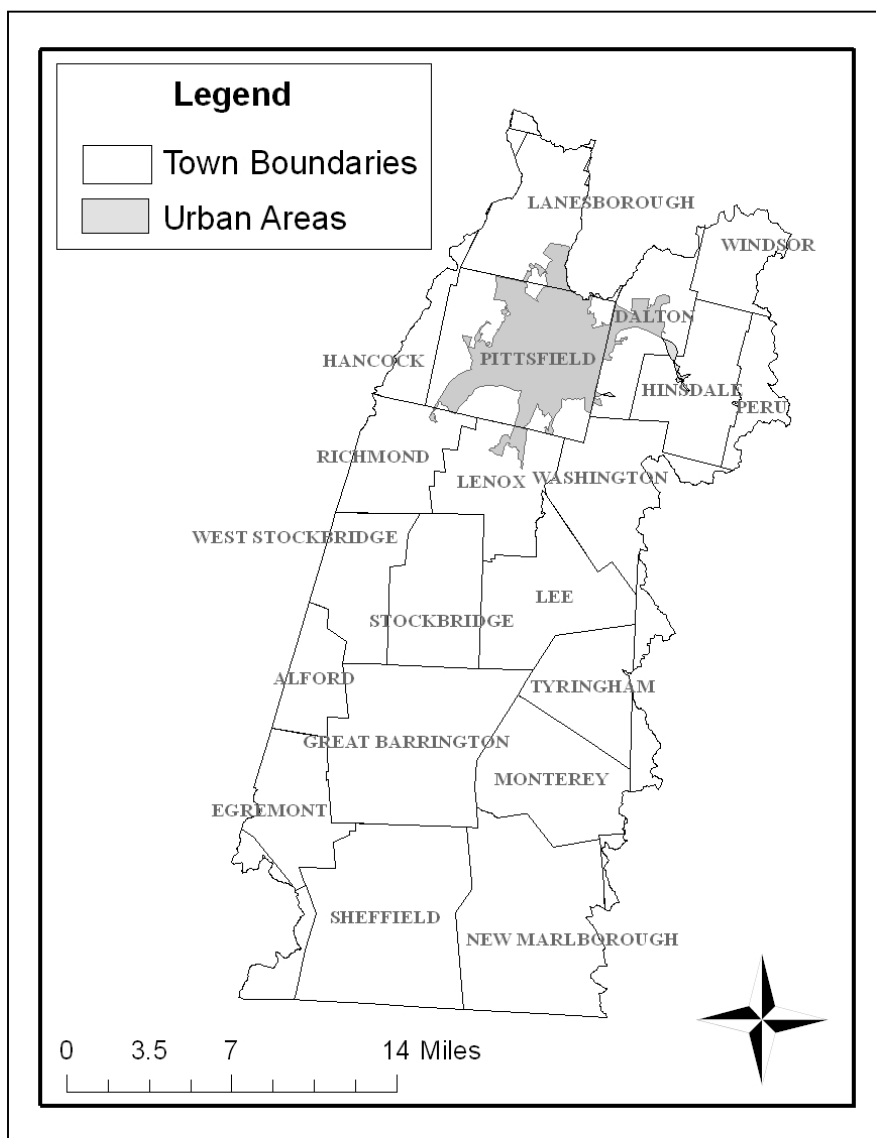 Legend
Town Boundaries
Urban Areas
LANESBOROUGH
WINDSOR
DALTON
PITTSFIELD
HANCOCK
HINSDALE
PERU
RICHMOND
LENOX
WASHINGTON
WEST STOCKBRIDGE
LEE
STOCKBRIDGE
ALFORD
TYRINGHAM
GREAT BARRINGTON
MONTEREY
EGREMONT
SHEFFIELD
NEW MARLBOROUGH
0 3.5 7 14 Miles